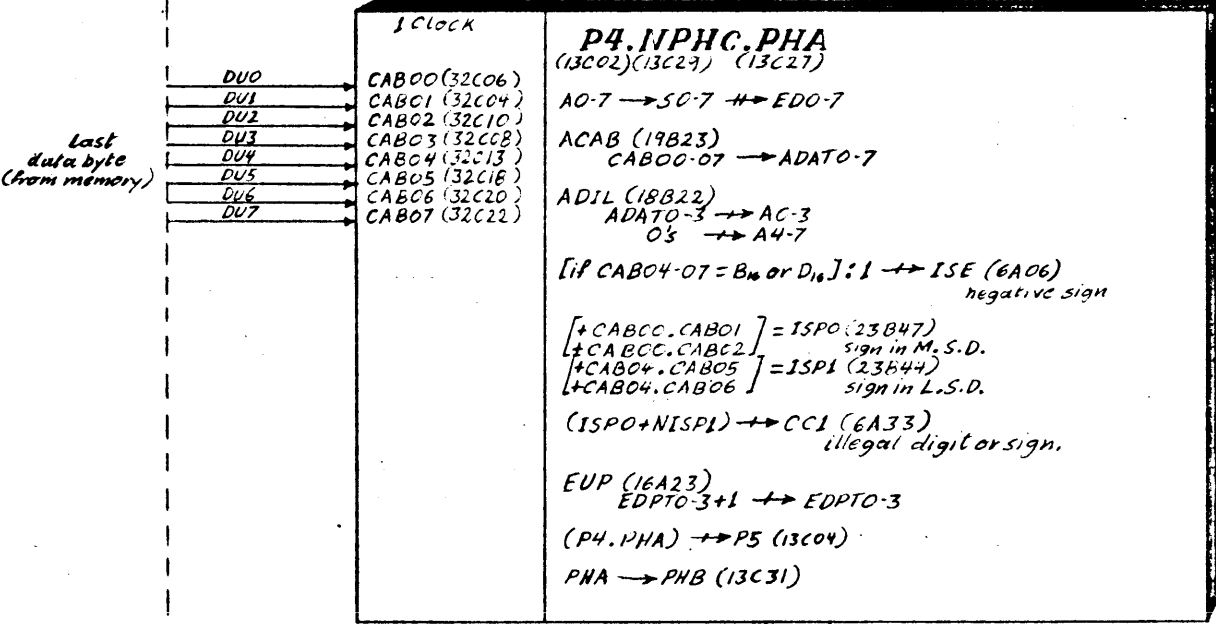 1 Clock
P4.NPHC.PHA
(13C02)(13C29) (13C27)
DU0 CAB00(32C06)
DU1 CAB01(32C04)
DU2 CAB02(32C10)
DU3 CAB03(32C08)
DU4 CAB04(32C13)
DU5 CAB05(32C18)
DU6 CAB06(32C20)
DU7 CAB07(32C22)
Last
data byte
(from memory)
A0-7 → S0-7 ⇸ ED0-7
ACAB (19B23)
CAB00-07 → ADAT0-7
ADIL (18B22)
ADAT0-3 ⇸ A0-3
0's ⇸ A4-7
[if CAB04-07 = B₁₆ or D₁₆]: 1 ⇸ ISE (6A06)
negative sign
[+CAB00.CAB01] = ISP0 (23B47)
[+CAB00.CAB02] sign in M.S.D.
[+CAB04.CAB05] = ISP1 (23B44)
[+CAB04.CAB06] sign in L.S.D.
(ISP0+NISP1) ⇸ CC1 (6A33)
illegal digit or sign.
EUP (16A23)
EDPT0-3+1 ⇸ EDPT0-3
(P4.PHA) ⇸ P5 (13C04)
PHA → PHB (13C31)